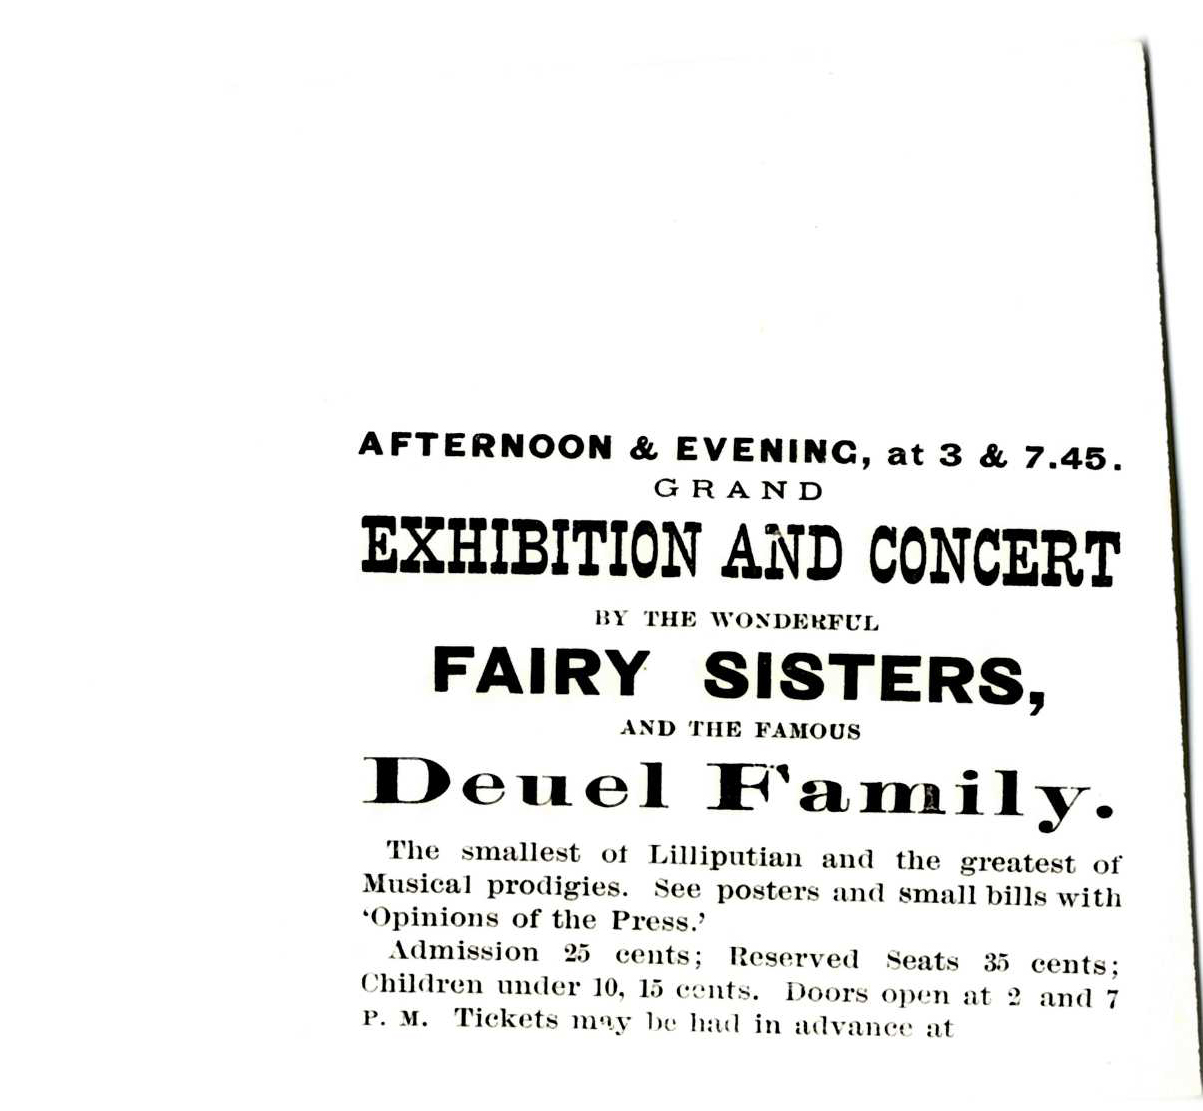 AFTERNOON & EVENING, at 3 & 7.45.
GRAND
EXHIBITION AND CONCERT
BY THE WONDERFUL
FAIRY SISTERS,
AND THE FAMOUS
Deuel Family.
The smallest of Lilliputian and the greatest of
Musical prodigies. See posters and small bills with
‘Opinions of the Press.’
Admission 25 cents; Reserved Seats 35 cents;
Children under 10, 15 cents. Doors open at 2 and 7
P. M. Tickets may be had in advance at